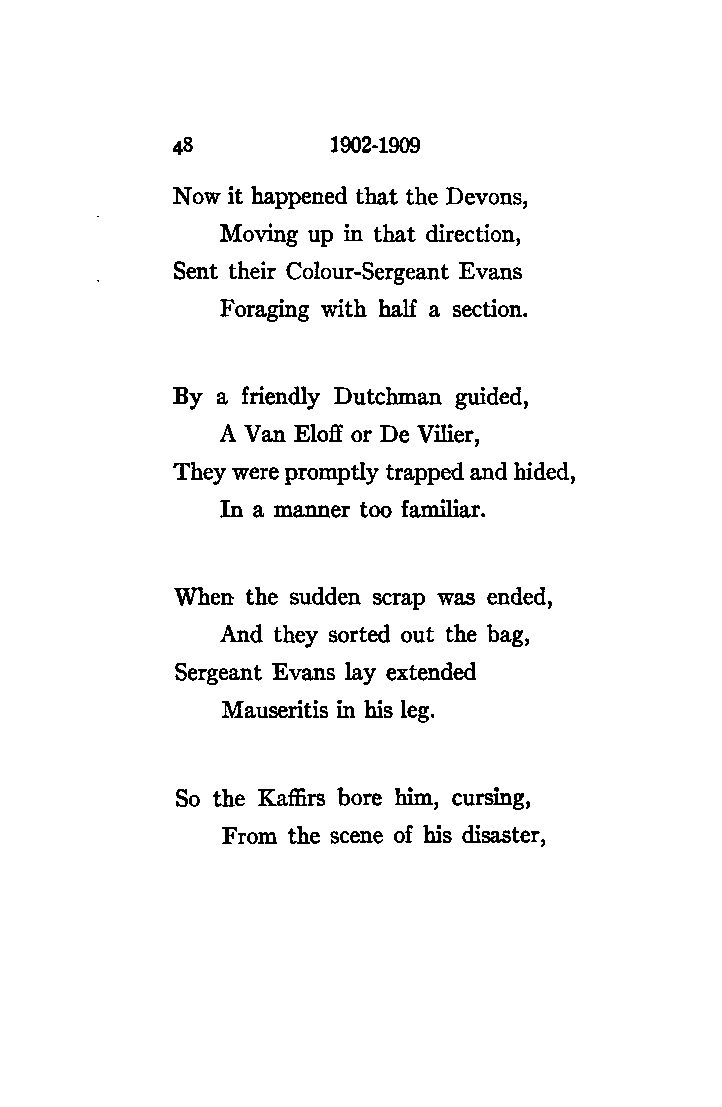 48 1902-1909
Now it happened that the Devons,
Moving up in that direction,
Sent their Colour-Sergeant Evans
Foraging with half a section.
By a friendly Dutchman guided,
A Van Eloff or De Vilier,
They were promptly trapped and hided,
In a manner too familiar.
When the sudden scrap was ended,
And they sorted out the bag,
Sergeant Evans lay extended
Mauseritis in his leg.
So the Kaffirs bore him, cursing,
From the scene of his disaster,